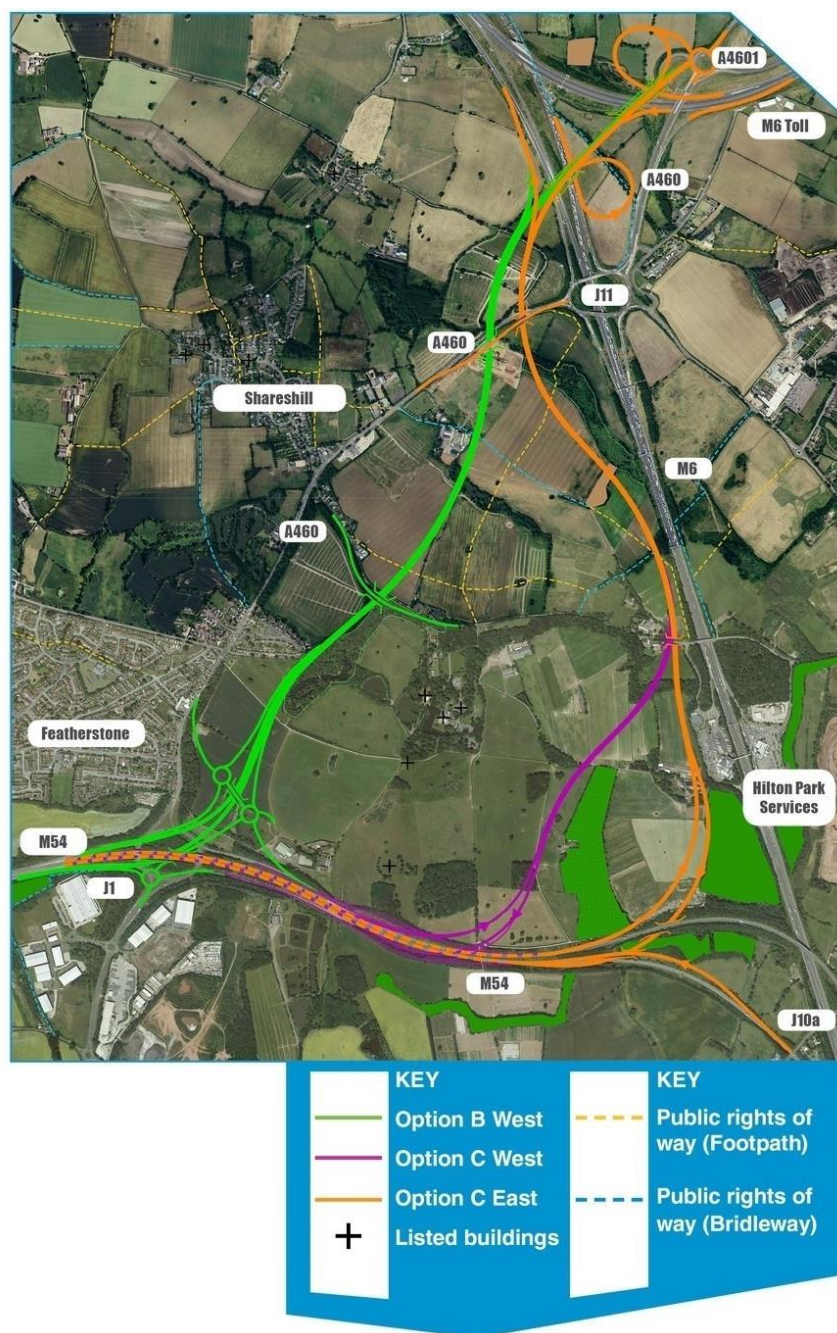 A4601
M6 Toll
A460
J11
A460
Shareshill
M6
A460
Featherstone
Hilton Park
Services
M54
J1
M54
J10a
KEY
Option B West
Option C West
Option C East
Listed buildings
KEY
Public rights of
way (Footpath)
Public rights of
way (Bridleway)